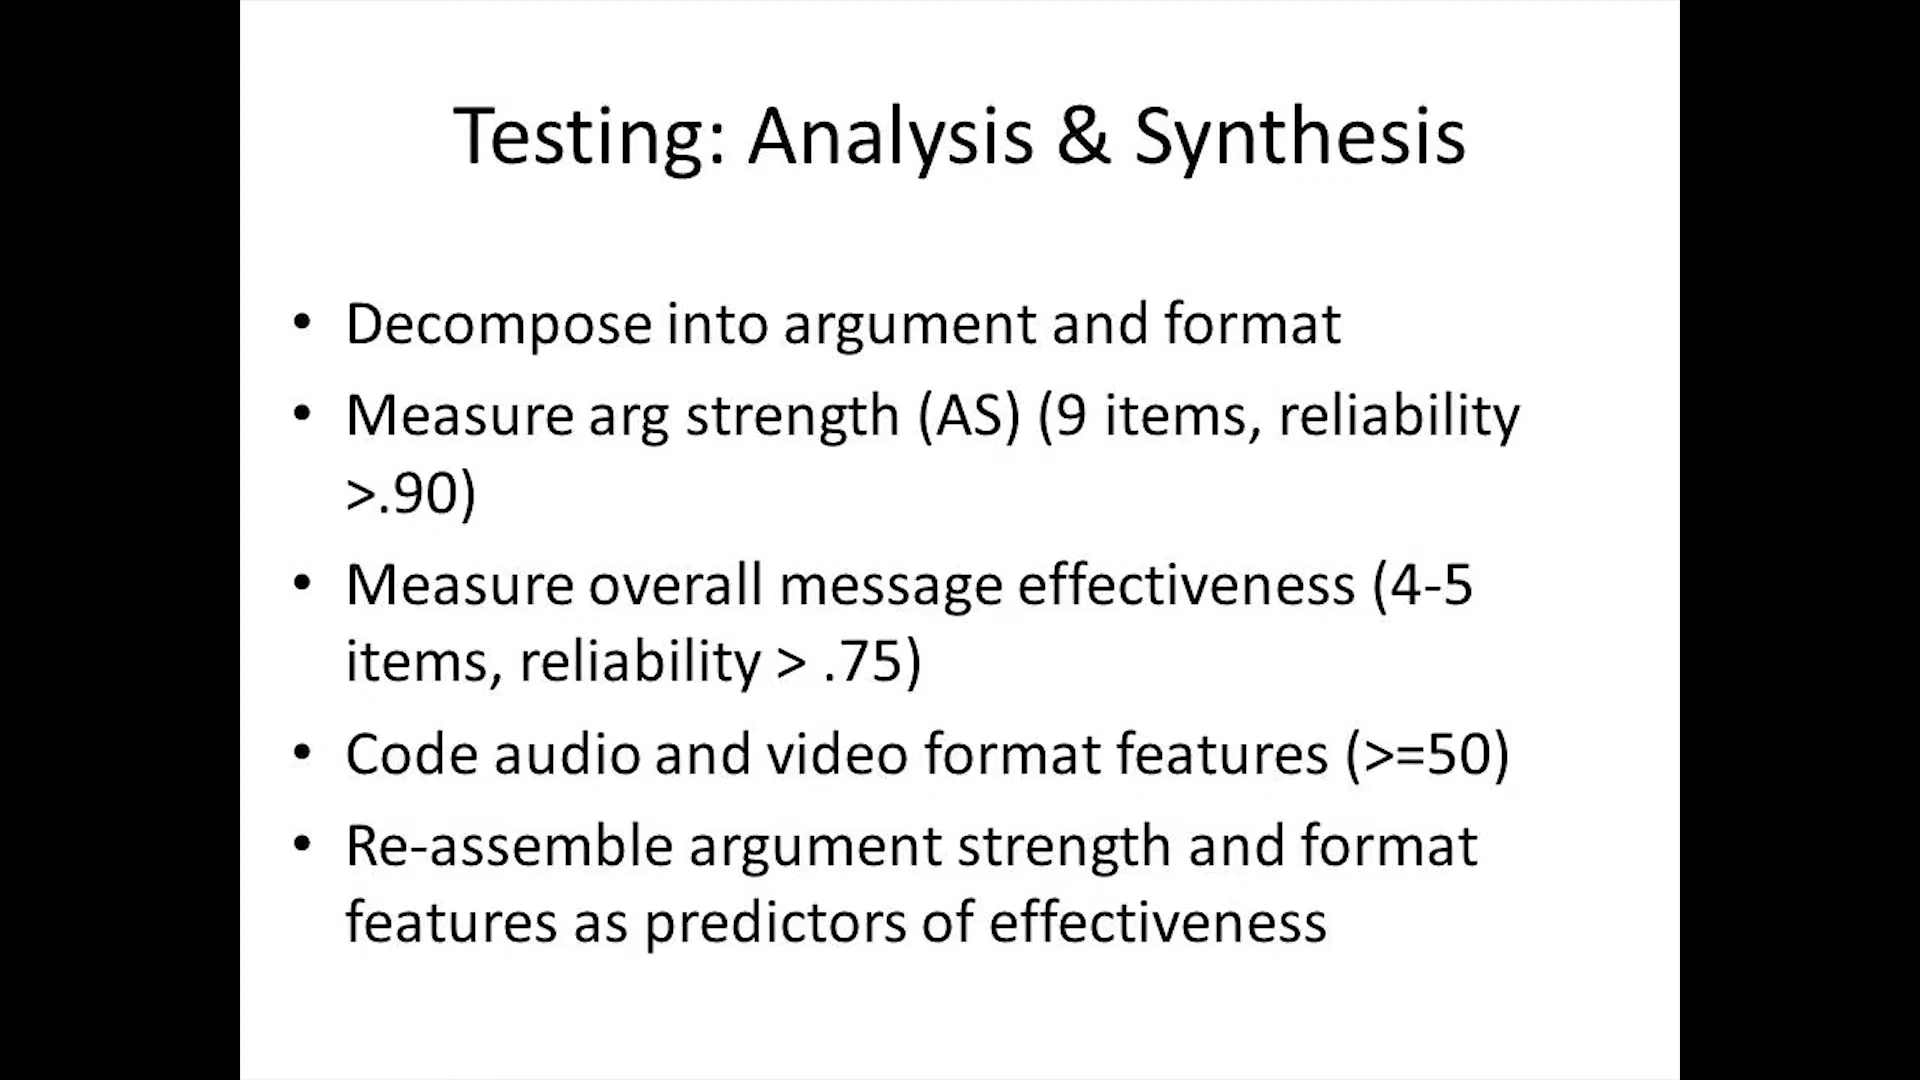 Testing: Analysis & Synthesis
• Decompose into argument and format
• Measure arg strength (AS) (9 items, reliability
>.90)
• Measure overall message effectiveness (4-5
items, reliability > .75)
• Code audio and video format features (>=50)
• Re-assemble argument strength and format
features as predictors of effectiveness